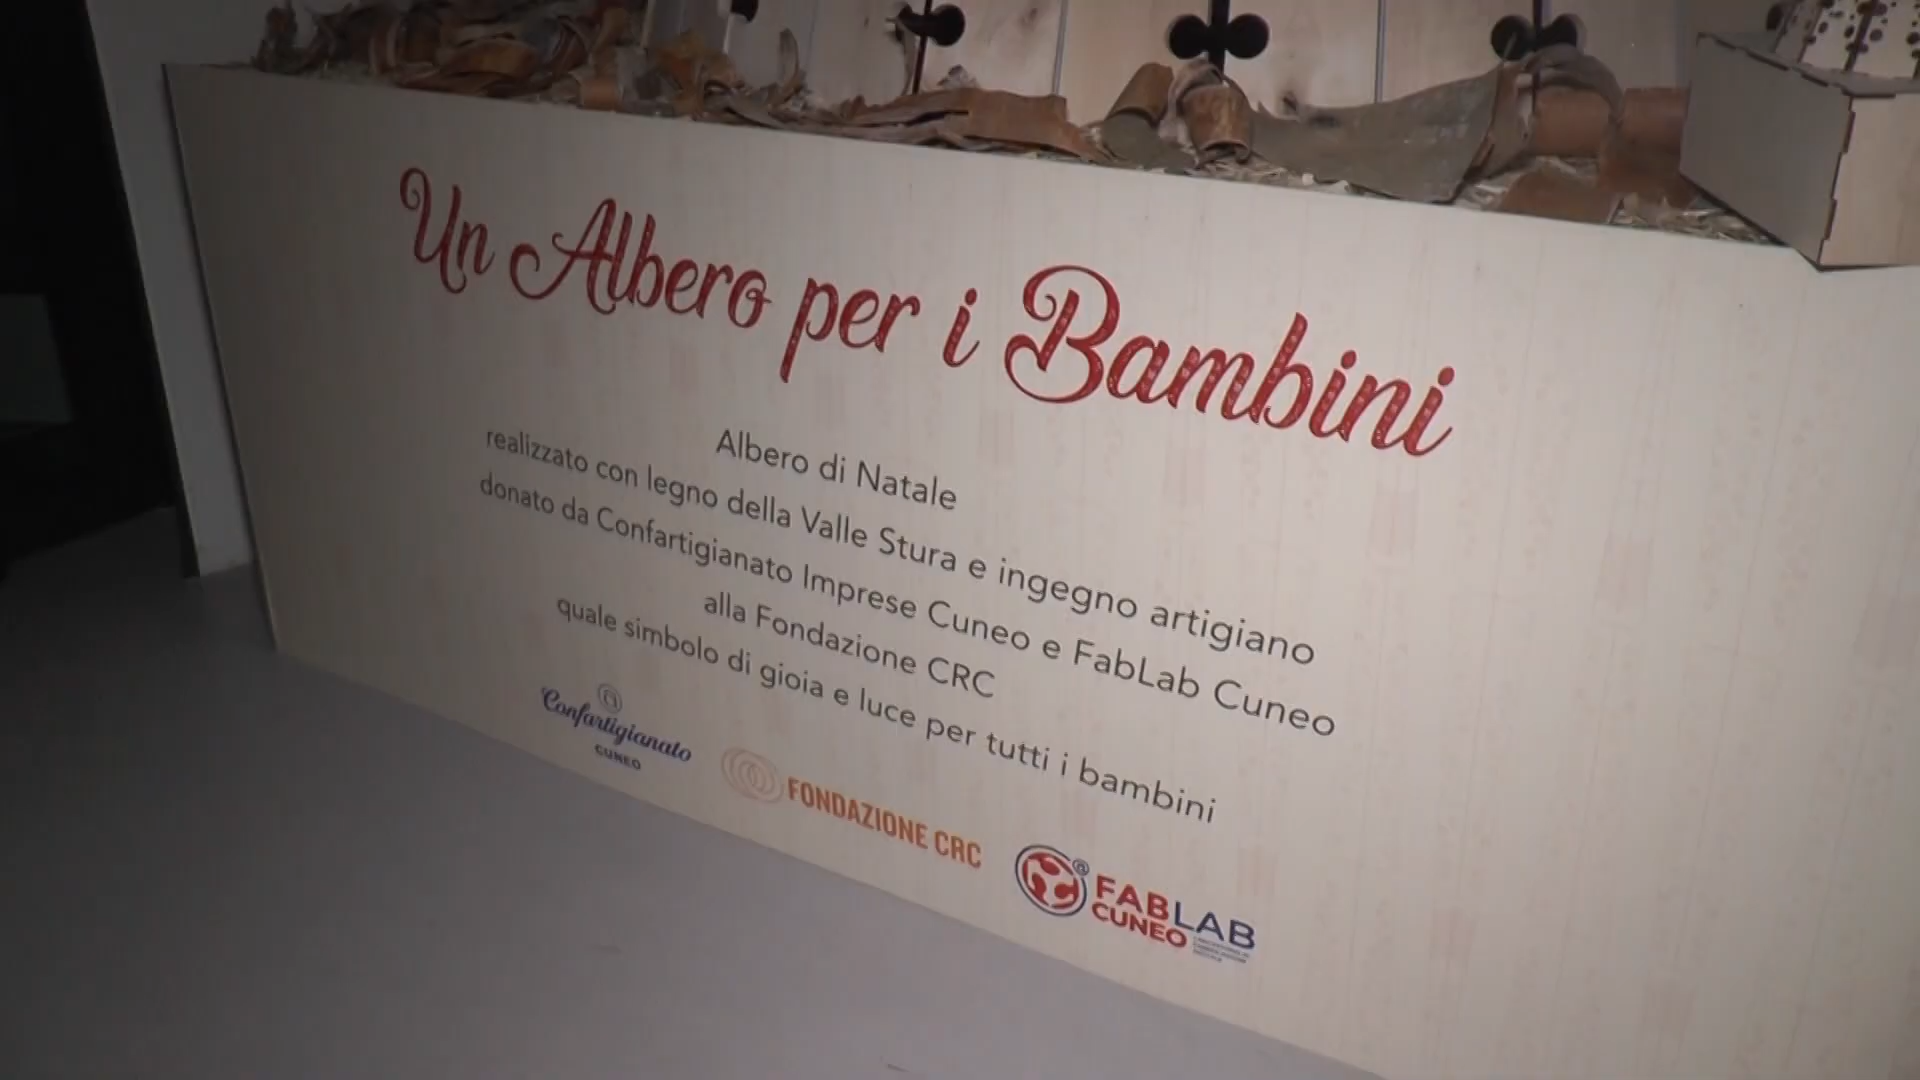 Un Albero per i Bambini
Albero di Natale
realizzato con legno della Valle Stura e ingegno artigiano
donato da Confartigianato Imprese Cuneo e FabLab Cuneo
alla Fondazione CRC
quale simbolo di gioia e luce per tutti i bambini
Confartigianato
CUNEO
FONDAZIONE CRC
FABLAB
CUNEO